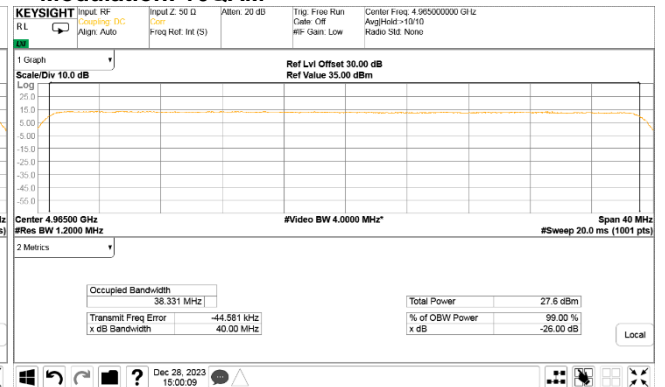 KEYSIGHT Input: RF Input Z: 50 Ω Atten: 20 dB Trig: Free Run Center Freq: 4.965000000 GHz
RL Coupling: DC Corr Gate: Off Avg|Hold:>10/10
Align: Auto Freq Ref: Int (S) #IF Gain: Low Radio Std: None
1 Graph
Ref Lvl Offset 30.00 dB
Scale/Div 10.0 dB Ref Value 35.00 dBm
Log
25.0
15.0
5.00
-5.00
-15.0
-25.0
-35.0
-45.0
-55.0
Center 4.96500 GHz #Video BW 4.0000 MHz* Span 40 MHz
#Res BW 1.2000 MHz #Sweep 20.0 ms (1001 pts)
2 Metrics
Occupied Bandwidth
38.331 MHz Total Power 27.6 dBm
Transmit Freq Error -44.581 kHz % of OBW Power 99.00 %
x dB Bandwidth 40.00 MHz x dB -26.00 dB
Local
? Dec 28, 2023
15:00:09